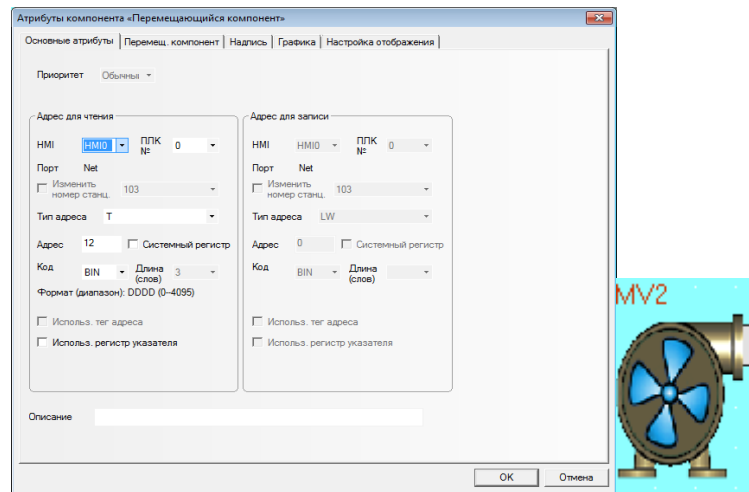 Атрибуты компонента «Перемещающийся компонент»
Основные атрибуты Перемещ. компонент Надпись Графика Настройка отображения
Приоритет Обычный
Адрес для чтения
HMI HMI0 ППК № 0
Порт Net
Изменить номер станц. 103
Тип адреса T
Адрес 12 Системный регистр
Код BIN Длина (слов) 3
Формат (диапазон): DDDD (0~4095)
Использ. тег адреса
Использ. регистр указателя
Адрес для записи
HMI HMI0 ППК № 0
Порт Net
Изменить номер станц. 103
Тип адреса LW
Адрес 0 Системный регистр
Код BIN Длина (слов)
Использ. тег адреса
Использ. регистр указателя
Описание
OK Отмена
MV2